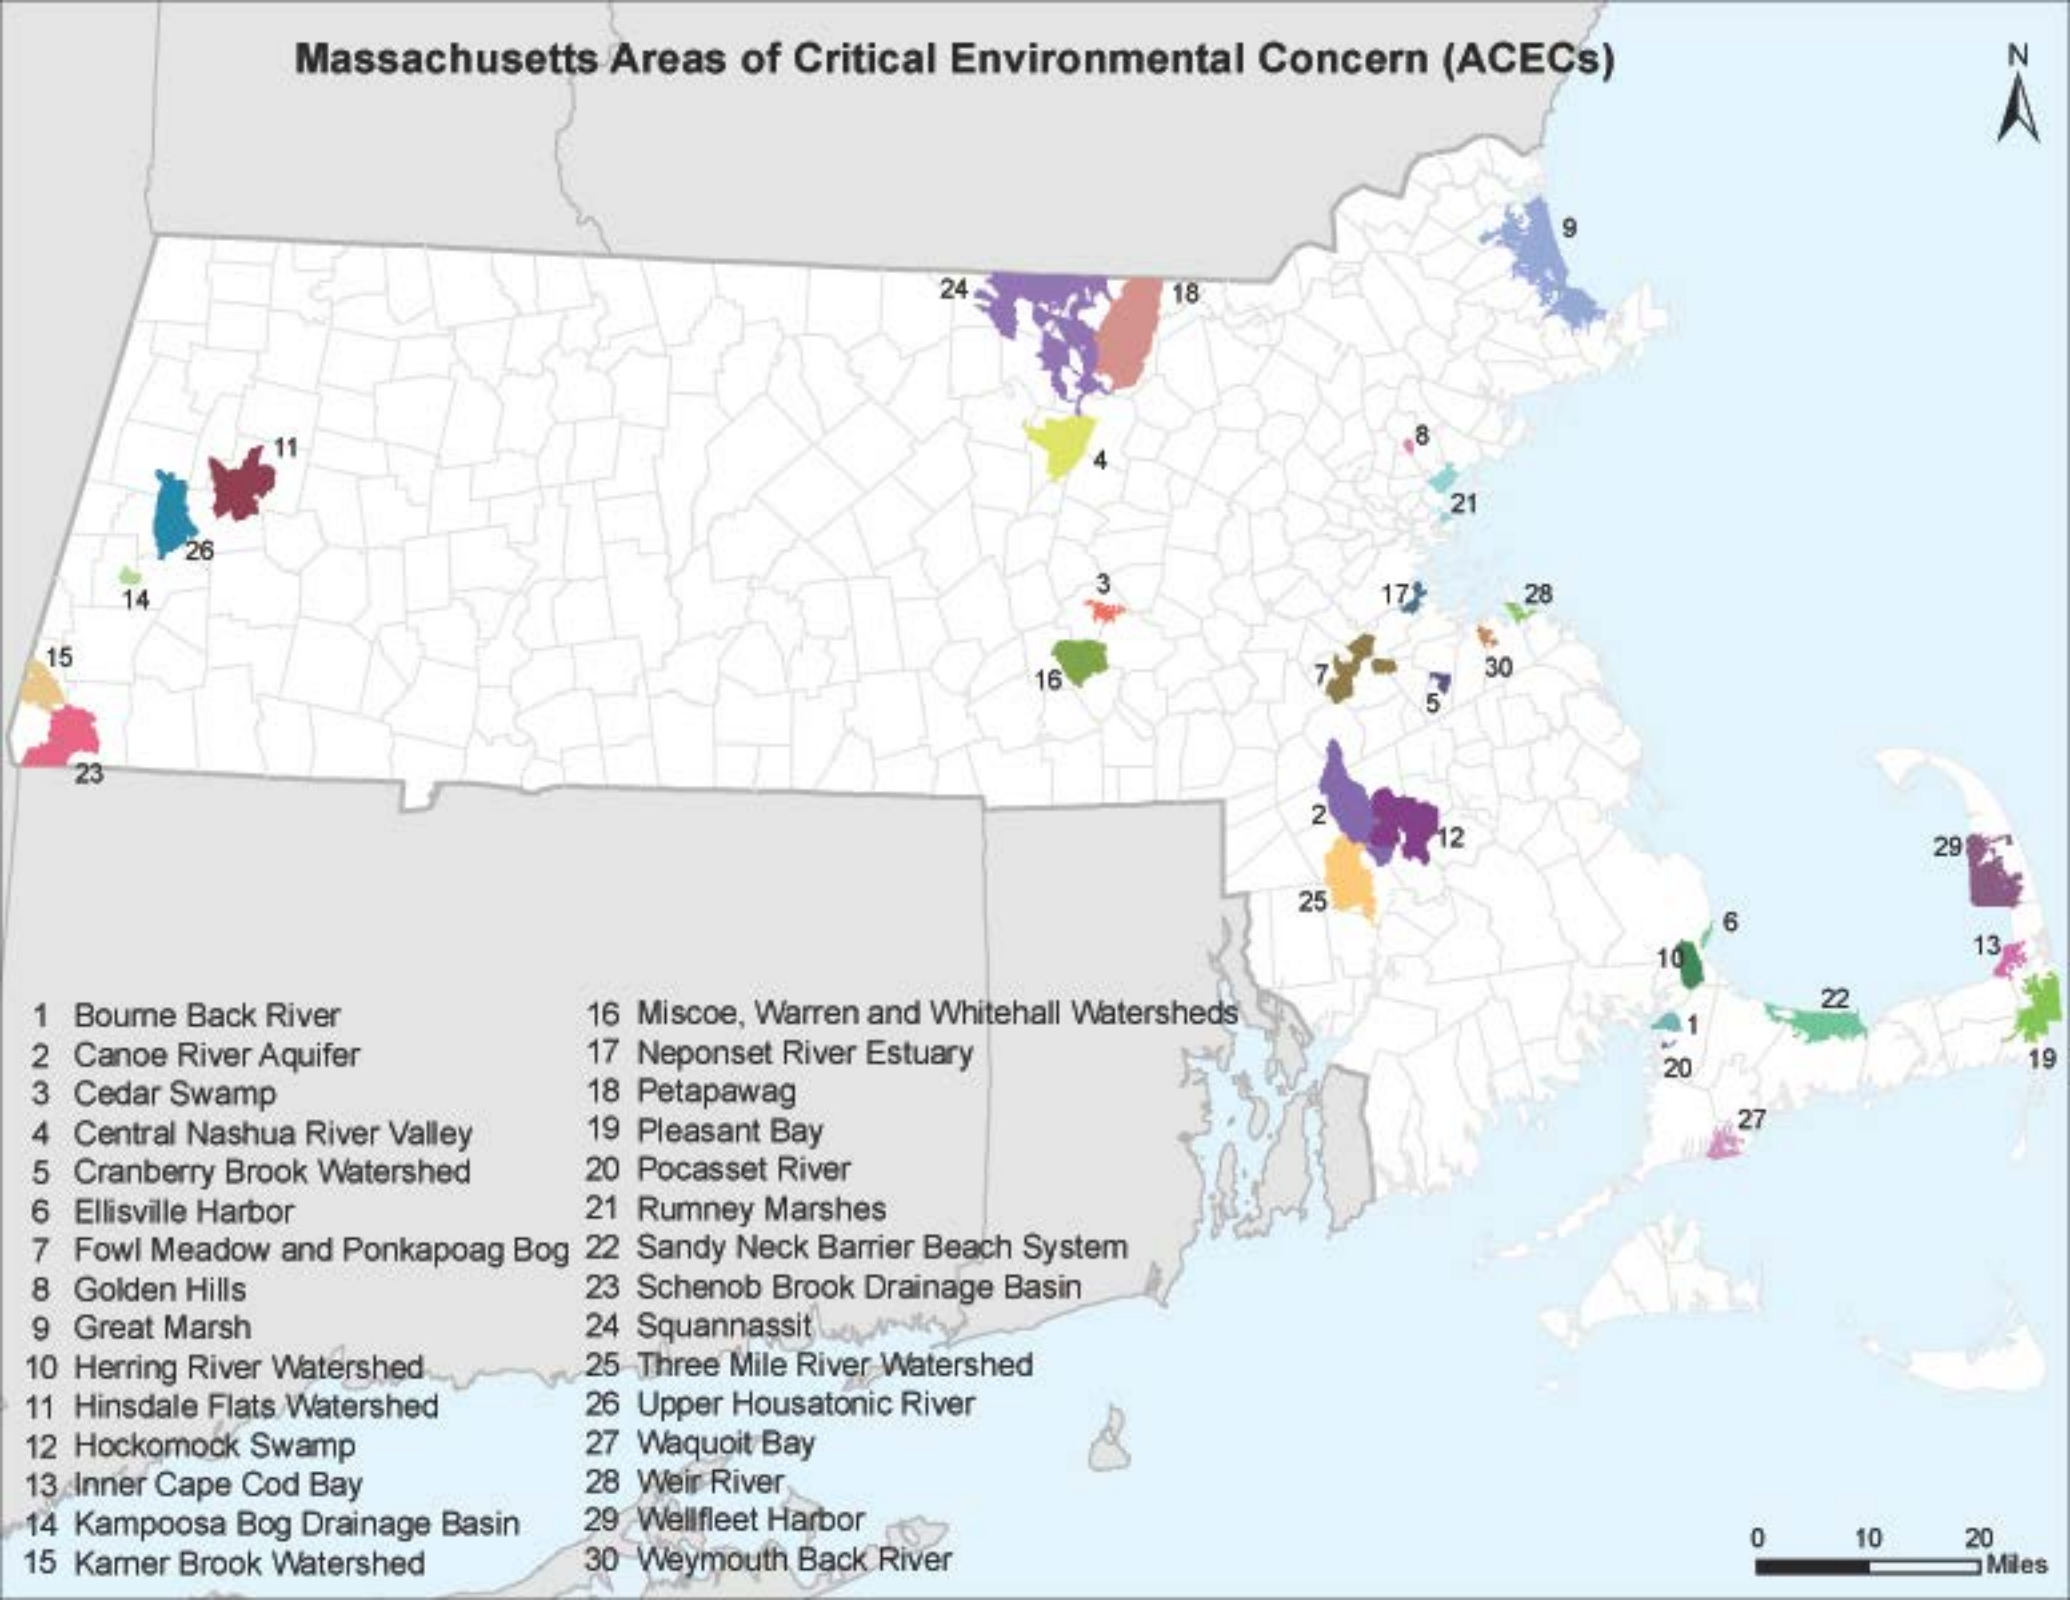 Massachusetts Areas of Critical Environmental Concern (ACECs)
N
9
24
18
8
4
11
21
26
3
17
28
14
15
7
30
16
5
23
2
12
29
25
6
10
13
22
1
19
20
27
1 Bourne Back River
2 Canoe River Aquifer
3 Cedar Swamp
4 Central Nashua River Valley
5 Cranberry Brook Watershed
6 Ellisville Harbor
7 Fowl Meadow and Ponkapoag Bog
8 Golden Hills
9 Great Marsh
10 Herring River Watershed
11 Hinsdale Flats Watershed
12 Hockomock Swamp
13 Inner Cape Cod Bay
14 Kampoosa Bog Drainage Basin
15 Karner Brook Watershed
16 Miscoe, Warren and Whitehall Watersheds
17 Neponset River Estuary
18 Petapawag
19 Pleasant Bay
20 Pocasset River
21 Rumney Marshes
22 Sandy Neck Barrier Beach System
23 Schenob Brook Drainage Basin
24 Squannassit
25 Three Mile River Watershed
26 Upper Housatonic River
27 Waquoit Bay
28 Weir River
29 Wellfleet Harbor
30 Weymouth Back River
0 10 20
Miles